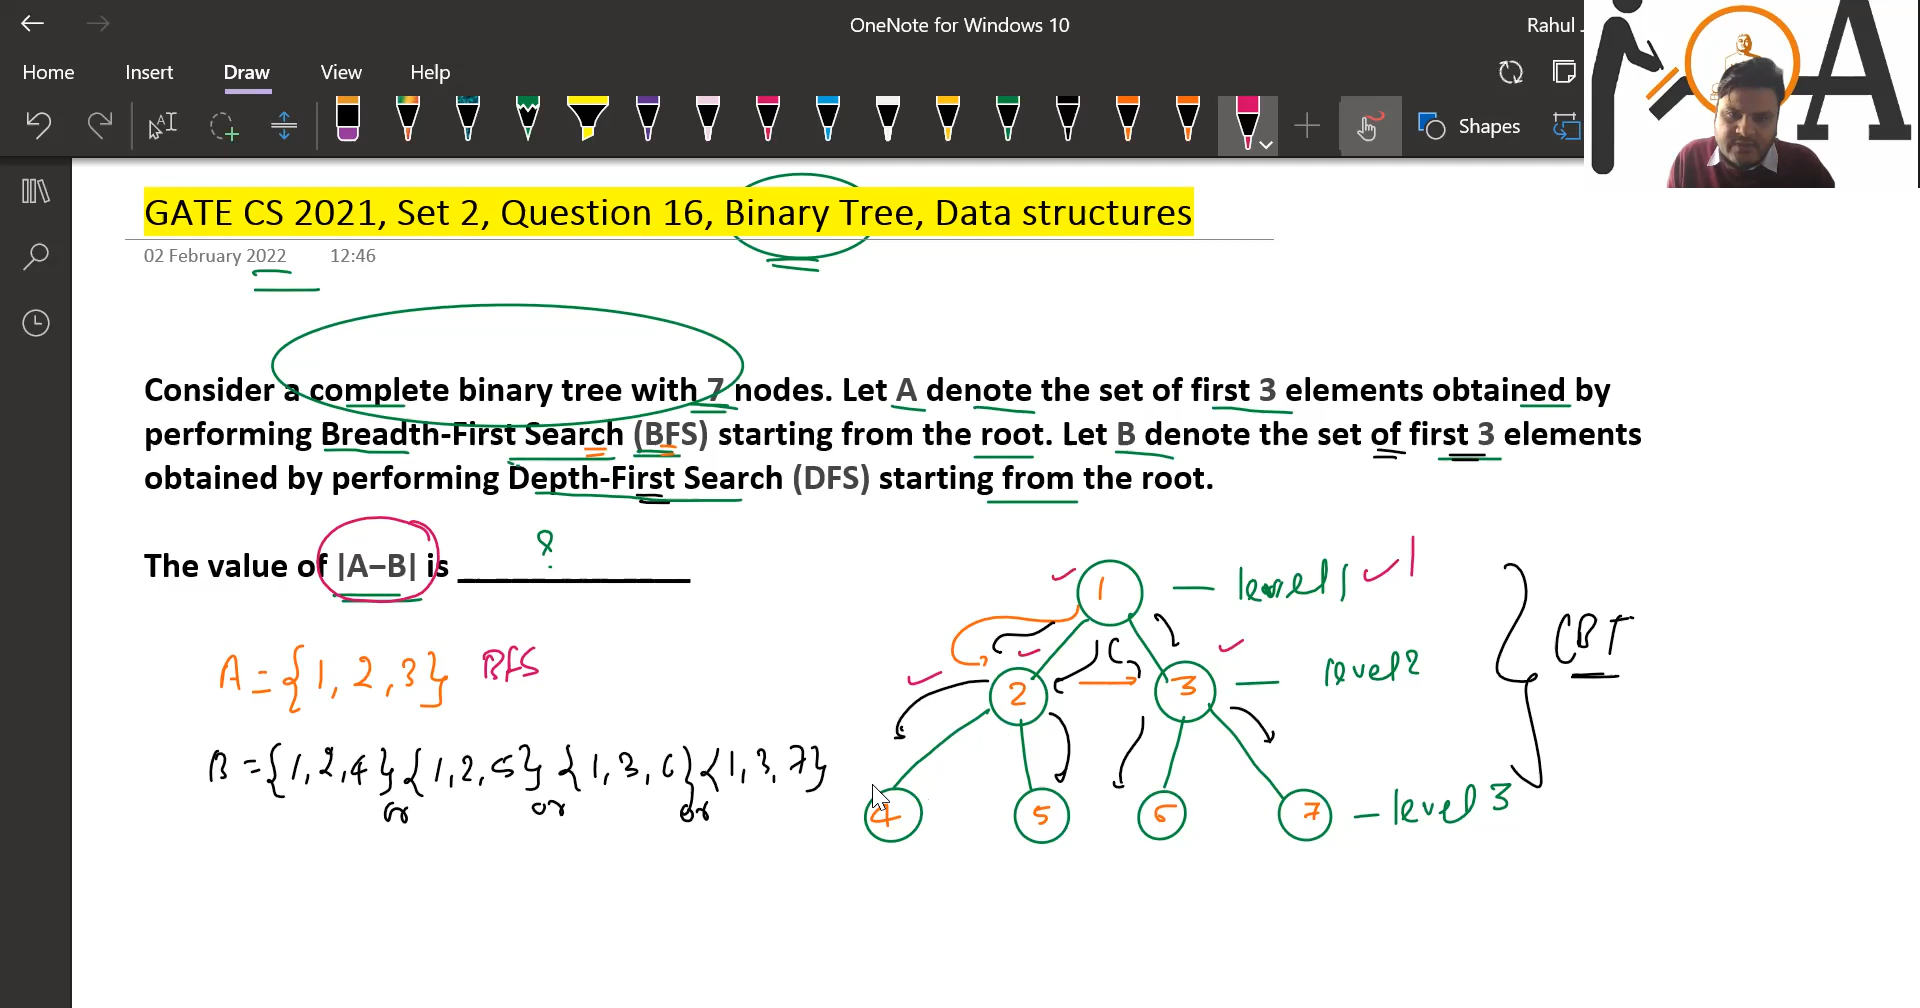 OneNote for Windows 10
Rahul
Home Insert Draw View Help
Shapes
A
GATE CS 2021, Set 2, Question 16, Binary Tree, Data structures
02 February 2022 12:46
Consider a complete binary tree with 7 nodes. Let A denote the set of first 3 elements obtained by
performing Breadth-First Search (BFS) starting from the root. Let B denote the set of first 3 elements
obtained by performing Depth-First Search (DFS) starting from the root.
The value of |A–B| is ____________
?
1 – level 1 ✓ 1
CBT
A = {1, 2, 3} BFS
2 3 – level 2
B = {1, 2, 4} {1, 2, 5} {1, 3, 6} {1, 3, 7}
or or or
4 5 6 7 – level 3